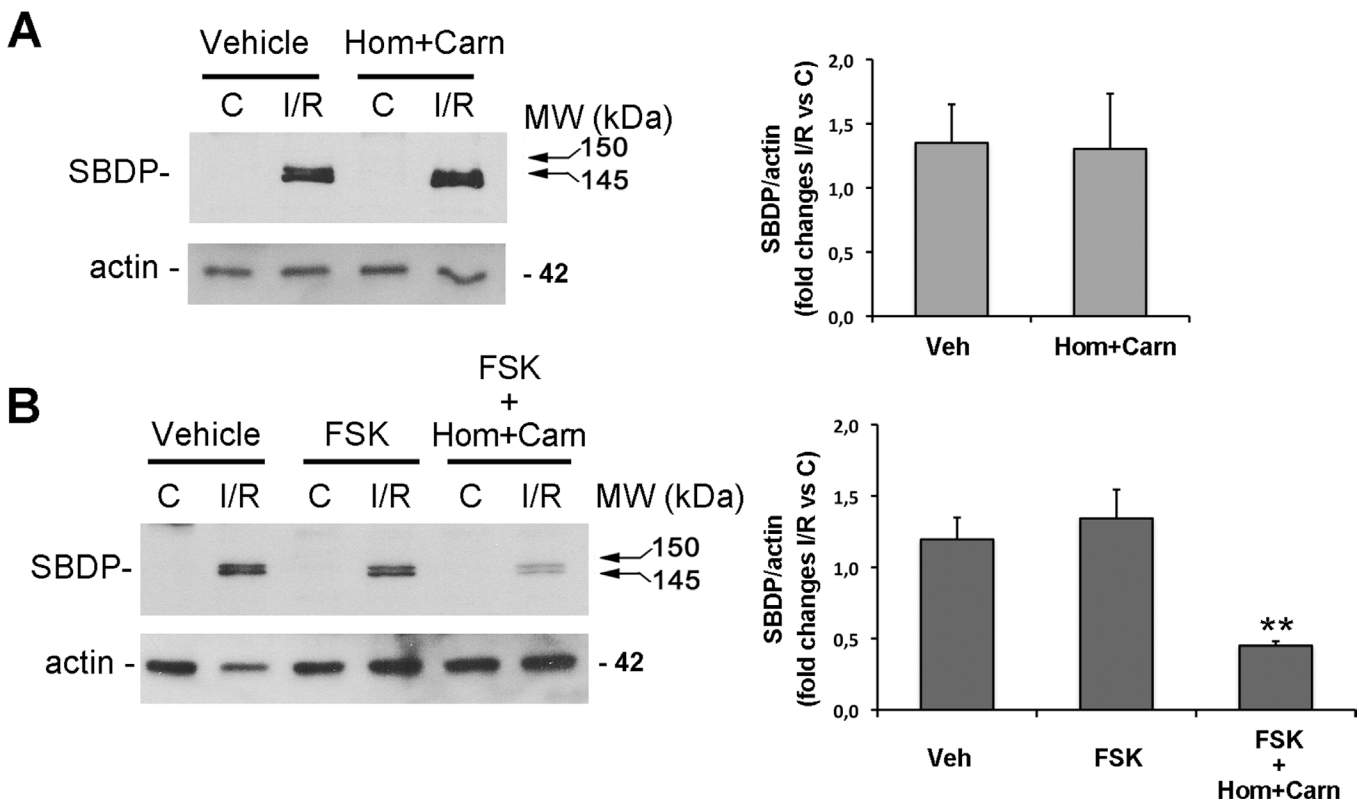 A
Vehicle Hom+Carn
C I/R C I/R
MW (kDa)
SBDP-
150
145
actin -
- 42
SBDP/actin
(fold changes I/R vs C)
2,0
1,5
1,0
0,5
0,0
Veh Hom+Carn
B
Vehicle FSK FSK
+
Hom+Carn
C I/R C I/R C I/R MW (kDa)
SBDP-
150
145
actin -
- 42
SBDP/actin
(fold changes I/R vs C)
2,0
1,5
1,0
0,5
0,0
**
Veh FSK FSK
+
Hom+Carn